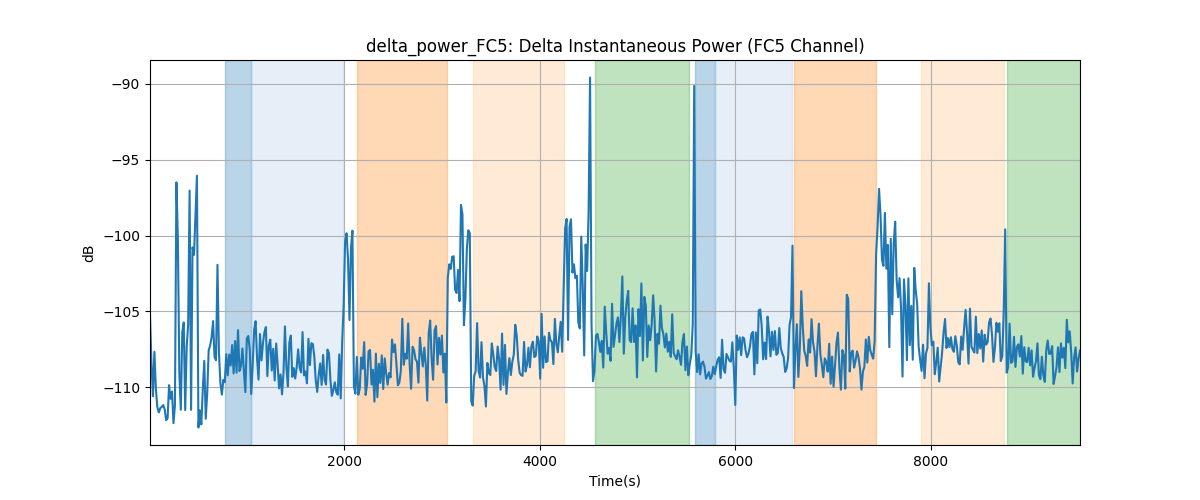 delta_power_FC5: Delta Instantaneous Power (FC5 Channel)
−90
−95
−100
−105
−110
dB
2000 4000 6000 8000
Time(s)